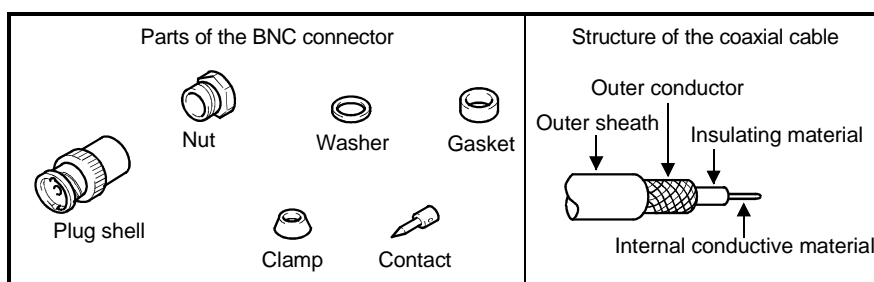 Parts of the BNC connector
Nut
Washer
Gasket
Plug shell
Clamp
Contact
Structure of the coaxial cable
Outer conductor
Outer sheath
Insulating material
Internal conductive material